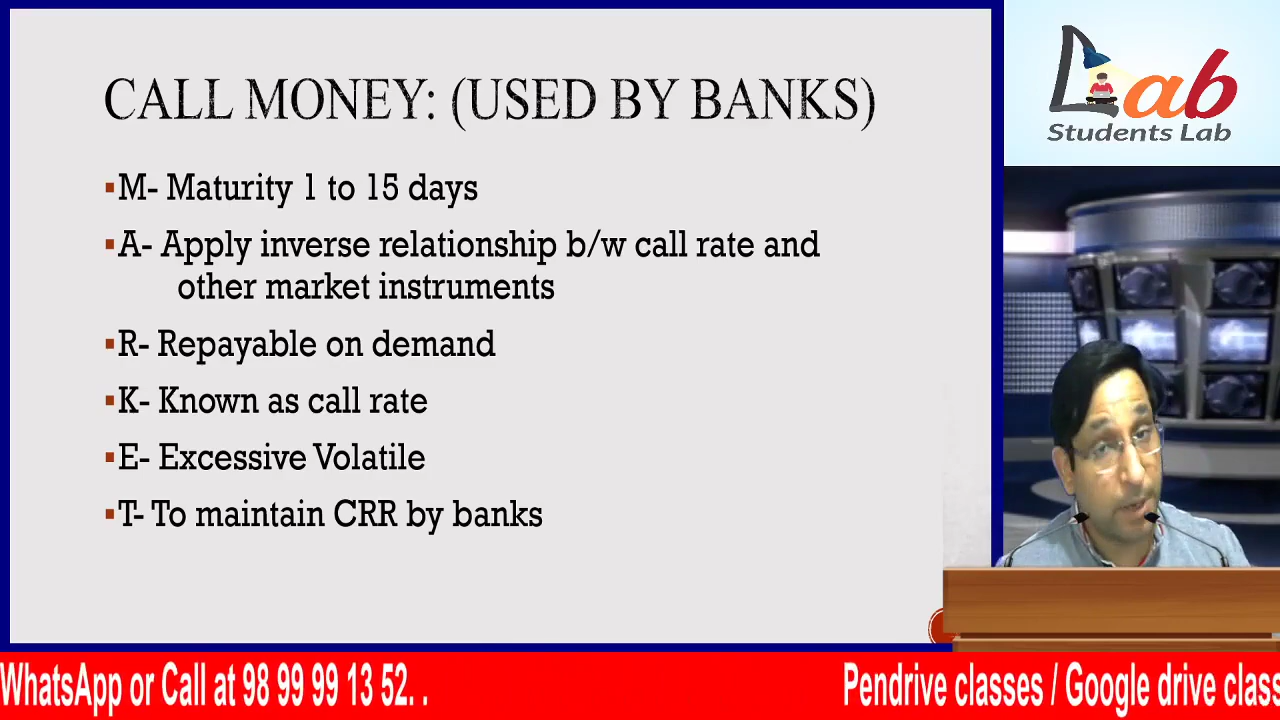 CALL MONEY: (USED BY BANKS)
▪M- Maturity 1 to 15 days
▪A- Apply inverse relationship b/w call rate and
other market instruments
▪R- Repayable on demand
▪K- Known as call rate
▪E- Excessive Volatile
▪T- To maintain CRR by banks
Lab
Students Lab
WhatsApp or Call at 98 99 99 13 52. .
Pendrive classes / Google drive class